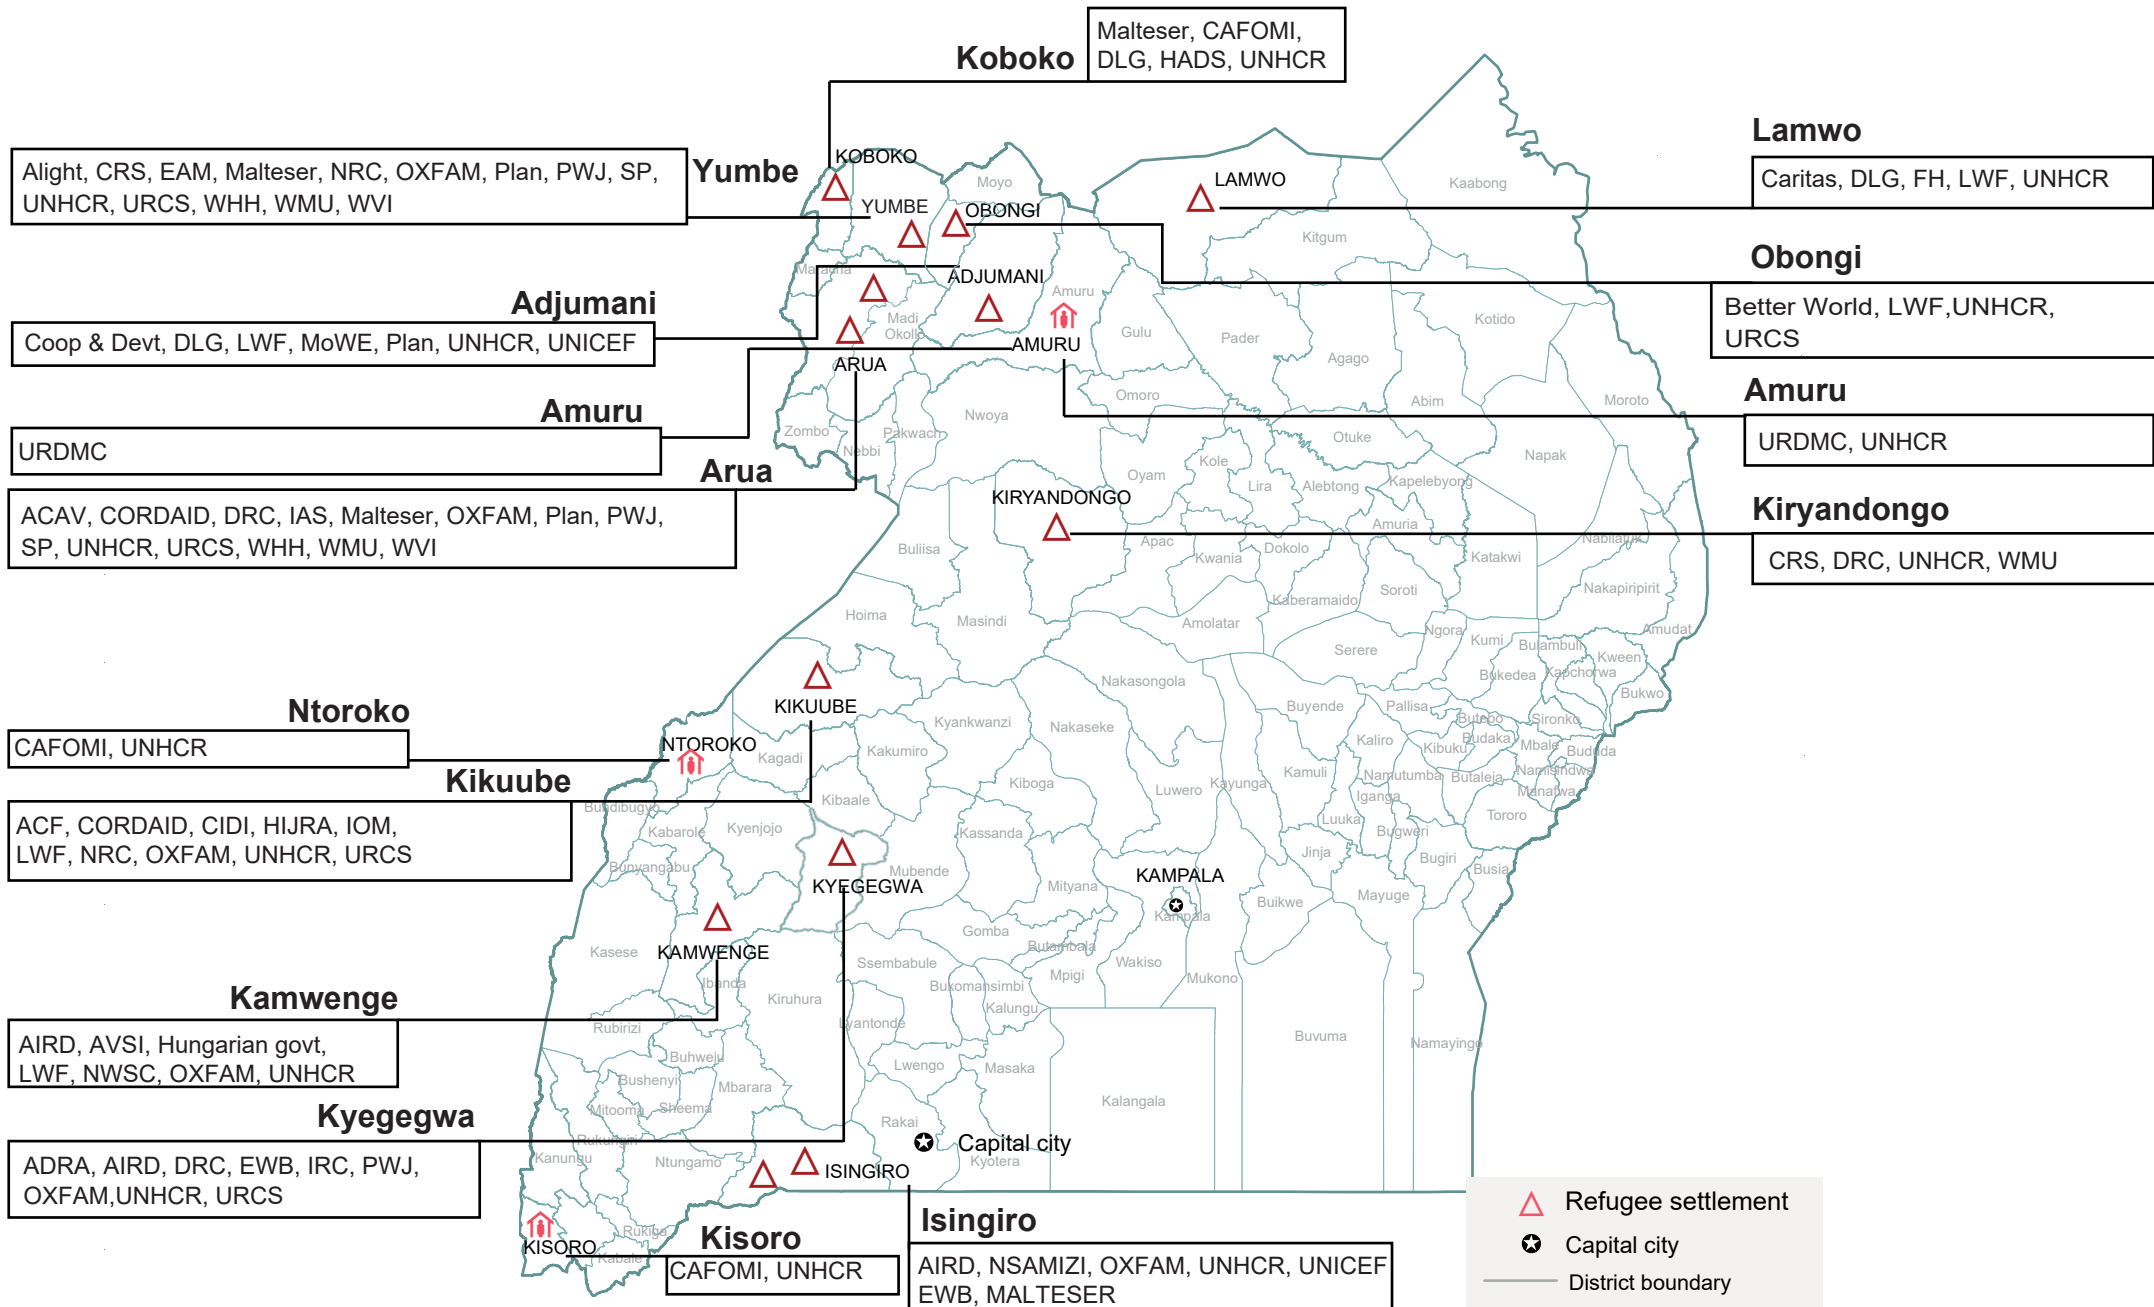 Koboko
Malteser, CAFOMI,
DLG, HADS, UNHCR
Yumbe
Alight, CRS, EAM, Malteser, NRC, OXFAM, Plan, PWJ, SP,
UNHCR, URCS, WHH, WMU, WVI
Lamwo
Caritas, DLG, FH, LWF, UNHCR
Obongi
Better World, LWF,UNHCR,
URCS
Adjumani
Coop & Devt, DLG, LWF, MoWE, Plan, UNHCR, UNICEF
Amuru
URDMC
Amuru
URDMC, UNHCR
Arua
ACAV, CORDAID, DRC, IAS, Malteser, OXFAM, Plan, PWJ,
SP, UNHCR, URCS, WHH, WMU, WVI
Kiryandongo
CRS, DRC, UNHCR, WMU
Ntoroko
CAFOMI, UNHCR
Kikuube
ACF, CORDAID, CIDI, HIJRA, IOM,
LWF, NRC, OXFAM, UNHCR, URCS
Kamwenge
AIRD, AVSI, Hungarian govt,
LWF, NWSC, OXFAM, UNHCR
Kyegegwa
ADRA, AIRD, DRC, EWB, IRC, PWJ,
OXFAM,UNHCR, URCS
Kisoro
CAFOMI, UNHCR
Isingiro
AIRD, NSAMIZI, OXFAM, UNHCR, UNICEF
EWB, MALTESER
KOBOKO
YUMBE
Moyo
OBONGI
LAMWO
Kaabong
Kitgum
Maracha
ADJUMANI
Amuru
Madi
Okollo
ARUA
AMURU
Gulu
Pader
Agago
Kotido
Abim
Moroto
Omoro
Nwoya
Zombo
Nebbi
Pakwach
Otuke
Napak
Oyam
Kole
Lira
Alebtong
Kapelebyong
KIRYANDONGO
Amuria
Buliisa
Apac
Kwania
Dokolo
Katakwi
Nabilatuk
Kaberamaido
Soroti
Nakapiripirit
Hoima
Masindi
Amolatar
Ngora
Kumi
Bulambuli
Amudat
Serere
Kween
Bukedea
Kapchorwa
Bukwo
Nakasongola
KIKUUBE
Kyankwanzi
Nakaseke
Buyende
Pallisa
Butebo
Sironko
NTOROKO
Kagadi
Kakumiro
Kaliro
Kibuku
Budaka
Mbale
Bududa
Kiboga
Kamuli
Namutumba
Butaleja
Namisindwa
Manafwa
Bundibugyo
Kibaale
Luwero
Kayunga
Iganga
Luuka
Tororo
Kabarole
Kyenjojo
Kassanda
Bugweri
Bunyangabu
Jinja
Bugiri
Busia
Mubende
KYEGEGWA
Mityana
KAMPALA
Kampala
Buikwe
Mayuge
Kasese
KAMWENGE
Gomba
Butambala
Wakiso
Mukono
Ssembabule
Mpigi
Ibanda
Kiruhura
Bukomansimbi
Kalungu
Rubirizi
Lyantonde
Buvuma
Namayingo
Buhweju
Lwengo
Masaka
Bushenyi
Mbarara
Mitooma
Sheema
Kalangala
Rakai
Capital city
Rukungiri
Kanungu
Ntungamo
Kyotera
ISINGIRO
Rukiga
KISORO
Kabale
Refugee settlement
Capital city
District boundary